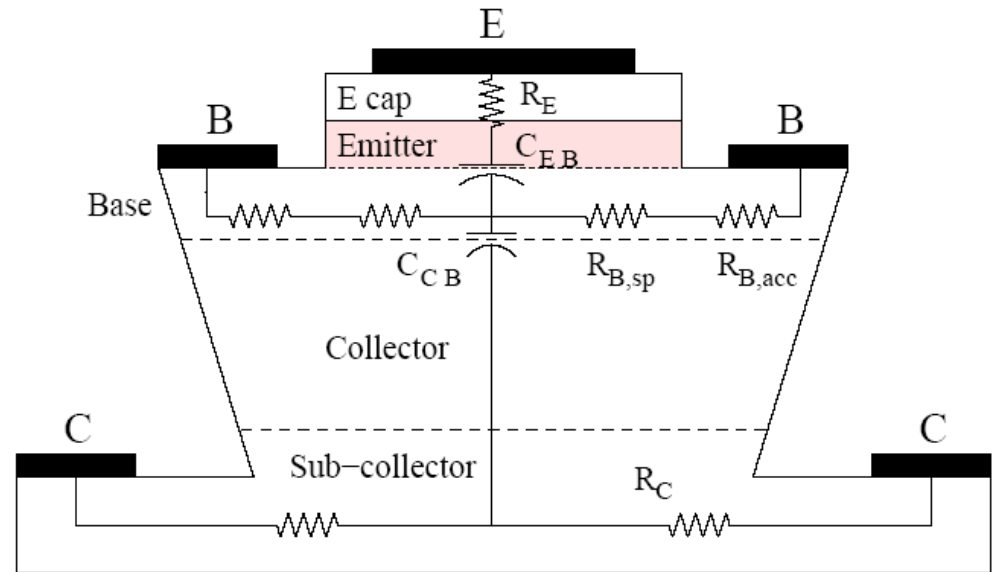 E
E cap
R_E
B
Emitter
C_E B
B
Base
C_C B
R_B,sp
R_B,acc
Collector
C
C
Sub−collector
R_C